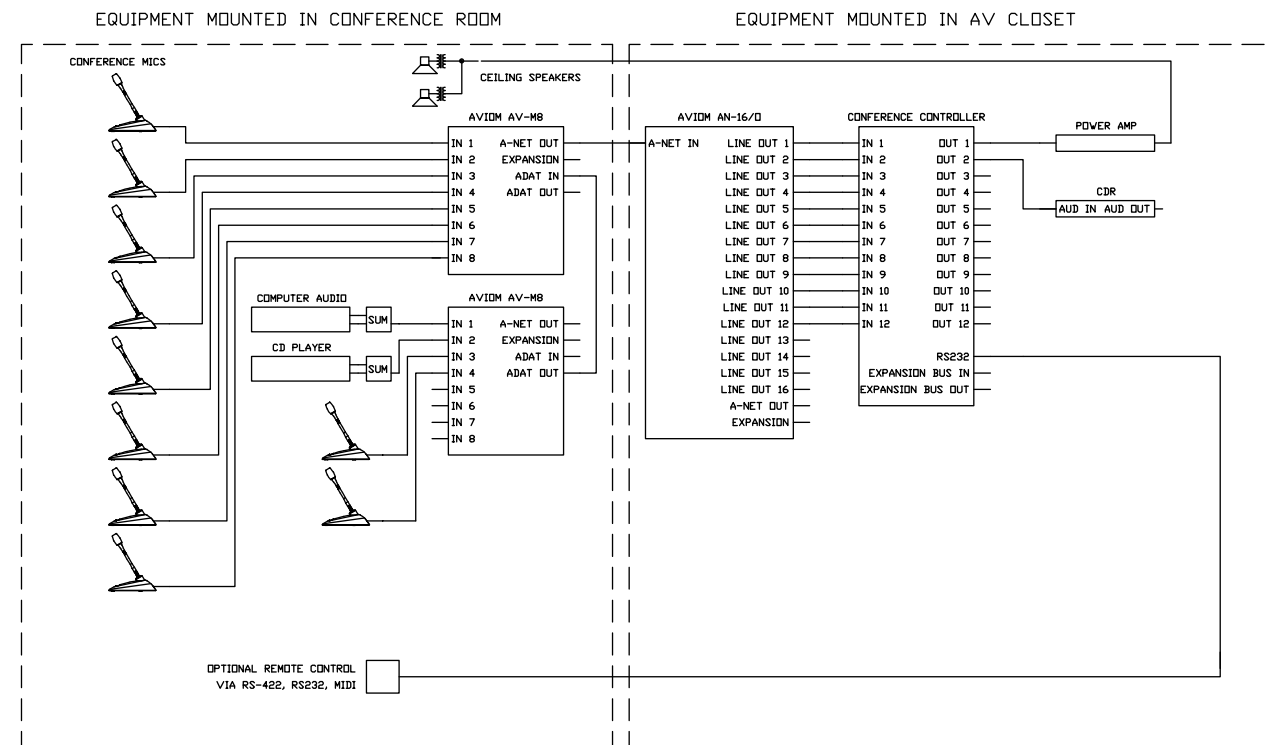 EQUIPMENT MOUNTED IN CONFERENCE ROOM
EQUIPMENT MOUNTED IN AV CLOSET
CONFERENCE MICS
CEILING SPEAKERS
AVIOM AV-M8
IN 1 A-NET OUT
IN 2 EXPANSION
IN 3 ADAT IN
IN 4 ADAT OUT
IN 5
IN 6
IN 7
IN 8
COMPUTER AUDIO
SUM
CD PLAYER
SUM
AVIOM AV-M8
IN 1 A-NET OUT
IN 2 EXPANSION
IN 3 ADAT IN
IN 4 ADAT OUT
IN 5
IN 6
IN 7
IN 8
OPTIONAL REMOTE CONTROL
VIA RS-422, RS232, MIDI
AVIOM AN-16/O
A-NET IN LINE OUT 1
LINE OUT 2
LINE OUT 3
LINE OUT 4
LINE OUT 5
LINE OUT 6
LINE OUT 7
LINE OUT 8
LINE OUT 9
LINE OUT 10
LINE OUT 11
LINE OUT 12
LINE OUT 13
LINE OUT 14
LINE OUT 15
LINE OUT 16
A-NET OUT
EXPANSION
CONFERENCE CONTROLLER
IN 1 OUT 1
IN 2 OUT 2
IN 3 OUT 3
IN 4 OUT 4
IN 5 OUT 5
IN 6 OUT 6
IN 7 OUT 7
IN 8 OUT 8
IN 9 OUT 9
IN 10 OUT 10
IN 11 OUT 11
IN 12 OUT 12
RS232
EXPANSION BUS IN
EXPANSION BUS OUT
POWER AMP
CDR
AUD IN AUD OUT